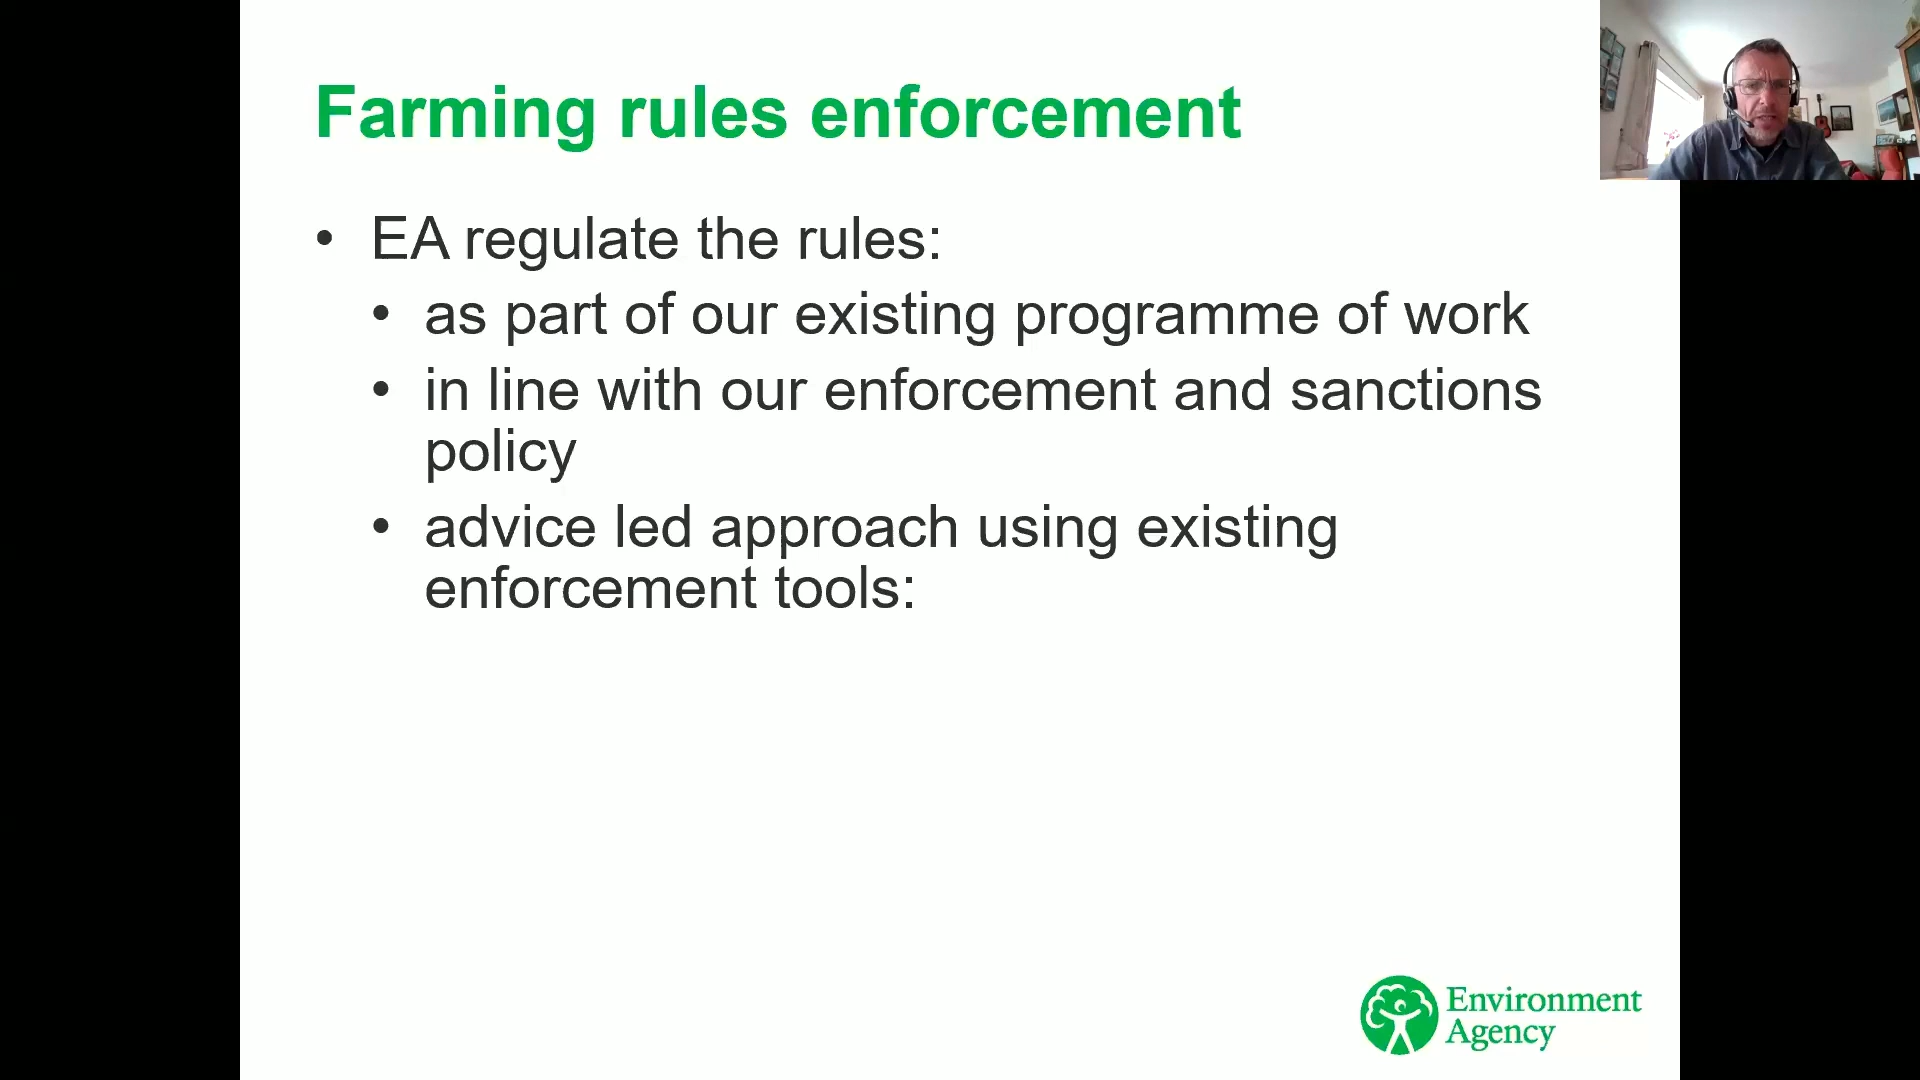 Farming rules enforcement
• EA regulate the rules:
• as part of our existing programme of work
• in line with our enforcement and sanctions
policy
• advice led approach using existing
enforcement tools:
Environment
Agency